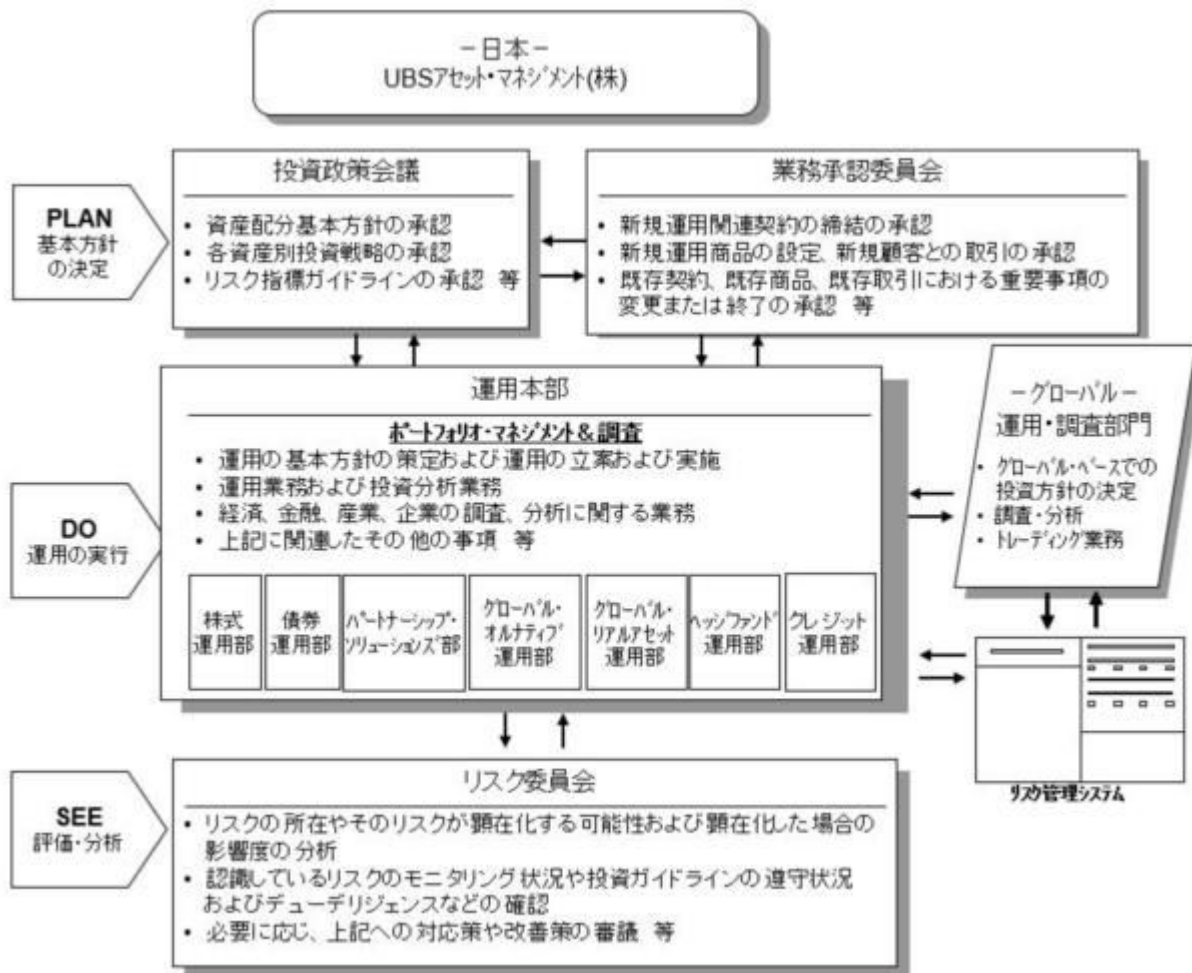 －日本－
UBSアセット・マネジメント(株)
投資政策会議
・ 資産配分基本方針の承認
・ 各資産別投資戦略の承認
・ リスク指標ガイドラインの承認 等
業務承認委員会
・ 新規運用関連契約の締結の承認
・ 新規運用商品の設定、新規顧客との取引の承認
・ 既存契約、既存商品、既存取引における重要事項の
変更または終了の承認 等
PLAN
基本方針
の決定
運用本部
ポートフォリオ・マネジメント＆調査
・ 運用の基本方針の策定および運用の立案および実施
・ 運用業務および投資分析業務
・ 経済、金融、産業、企業の調査、分析に関する業務
・ 上記に関連したその他の事項 等
DO
運用の実行
株式
運用部
債券
運用部
パートナーシップ・
ソリューションズ部
グローバル・
オルナティブ
運用部
グローバル・
リアルアセット
運用部
ヘッジファンド
運用部
クレジット
運用部
－グローバル－
運用・調査部門
・ グローバル・ベースでの
投資方針の決定
・ 調査・分析
・ トレーディング業務
リスク管理システム
SEE
評価・分析
リスク委員会
・ リスクの所在やそのリスクが顕在化する可能性および顕在化した場合の
影響度の分析
・ 認識しているリスクのモニタリング状況や投資ガイドラインの遵守状況
およびデューデリジェンスなどの確認
・ 必要に応じ、上記への対応策や改善策の審議 等